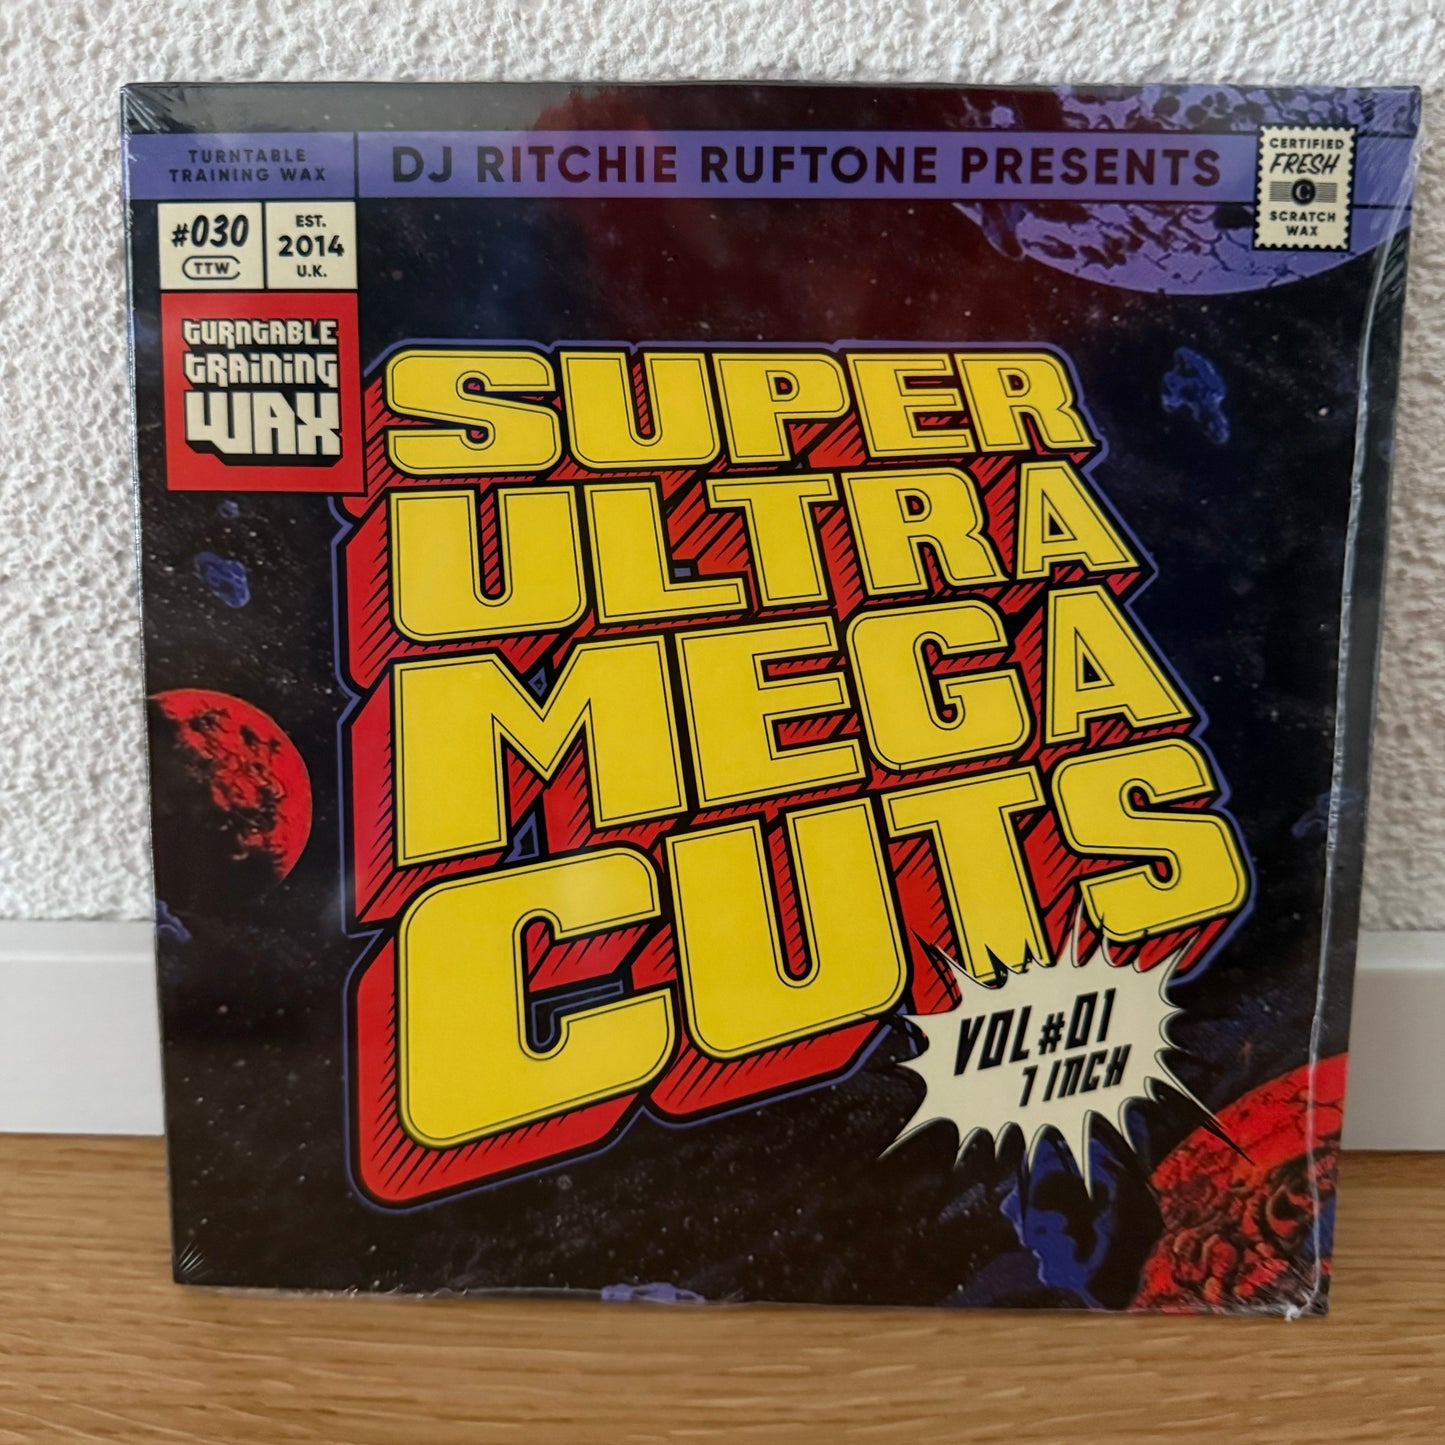 TURNTABLE
TRAINING WAX
DJ RITCHIE RUFTONE PRESENTS
CERTIFIED
FRESH
C
SCRATCH
WAX
#030
TTW
EST.
2014
U.K.
TURNTABLE
TRAINING
WAX
SUPER
ULTRA
MEGA
CUTS
VOL#01
7 INCH